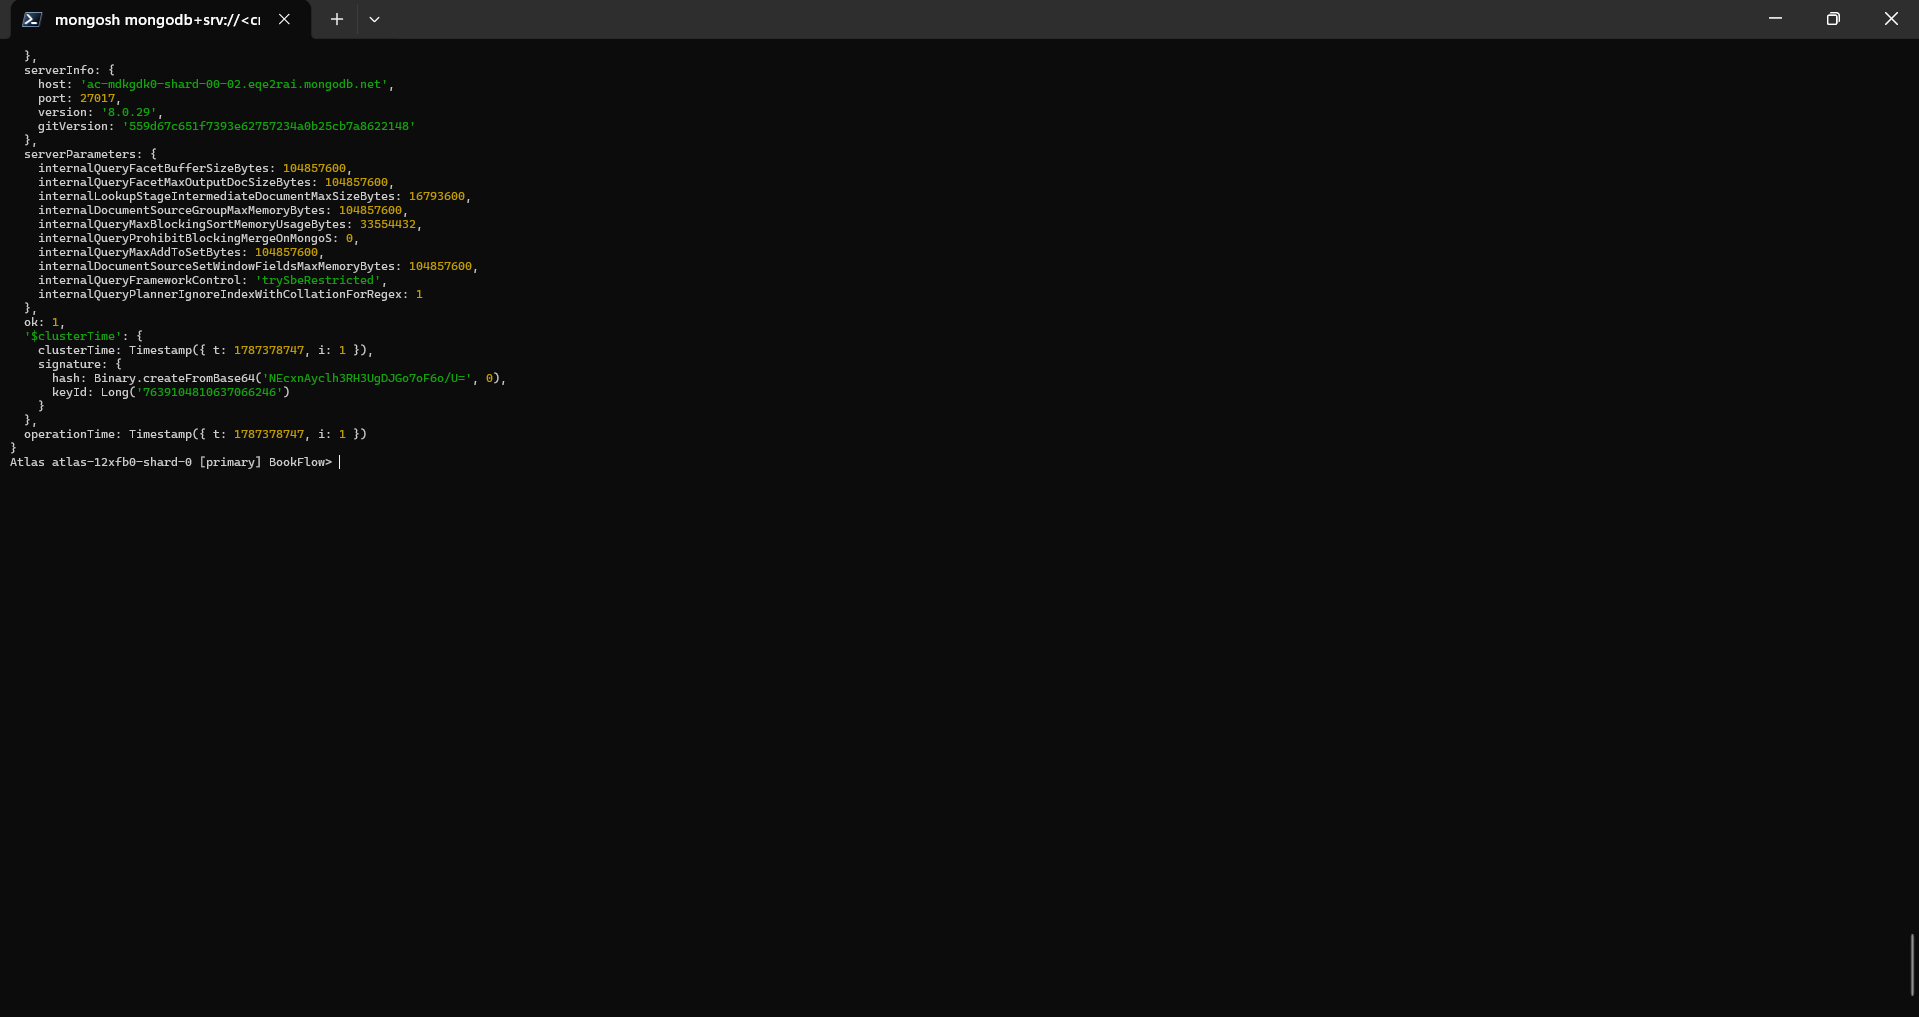 mongosh mongodb+srv://<cr
},
serverInfo: {
host: 'ac-mdkgdk0-shard-00-02.eqe2rai.mongodb.net',
port: 27017,
version: '8.0.29',
gitVersion: '559d67c651f7393e62757234a0b25cb7a8622148'
},
serverParameters: {
internalQueryFacetBufferSizeBytes: 104857600,
internalQueryFacetMaxOutputDocSizeBytes: 104857600,
internalLookupStageIntermediateDocumentMaxSizeBytes: 16793600,
internalDocumentSourceGroupMaxMemoryBytes: 104857600,
internalQueryMaxBlockingSortMemoryUsageBytes: 33554432,
internalQueryProhibitBlockingMergeOnMongoS: 0,
internalQueryMaxAddToSetBytes: 104857600,
internalDocumentSourceSetWindowFieldsMaxMemoryBytes: 104857600,
internalQueryFrameworkControl: 'trySbeRestricted',
internalQueryPlannerIgnoreIndexWithCollationForRegex: 1
},
ok: 1,
'$clusterTime': {
clusterTime: Timestamp({ t: 1787378747, i: 1 }),
signature: {
hash: Binary.createFromBase64('NEcxnAyclh3RH3UgDJGo7oF6o/U=', 0),
keyId: Long('7639104810637066246')
}
},
operationTime: Timestamp({ t: 1787378747, i: 1 })
}
Atlas atlas-12xfb0-shard-0 [primary] BookFlow>